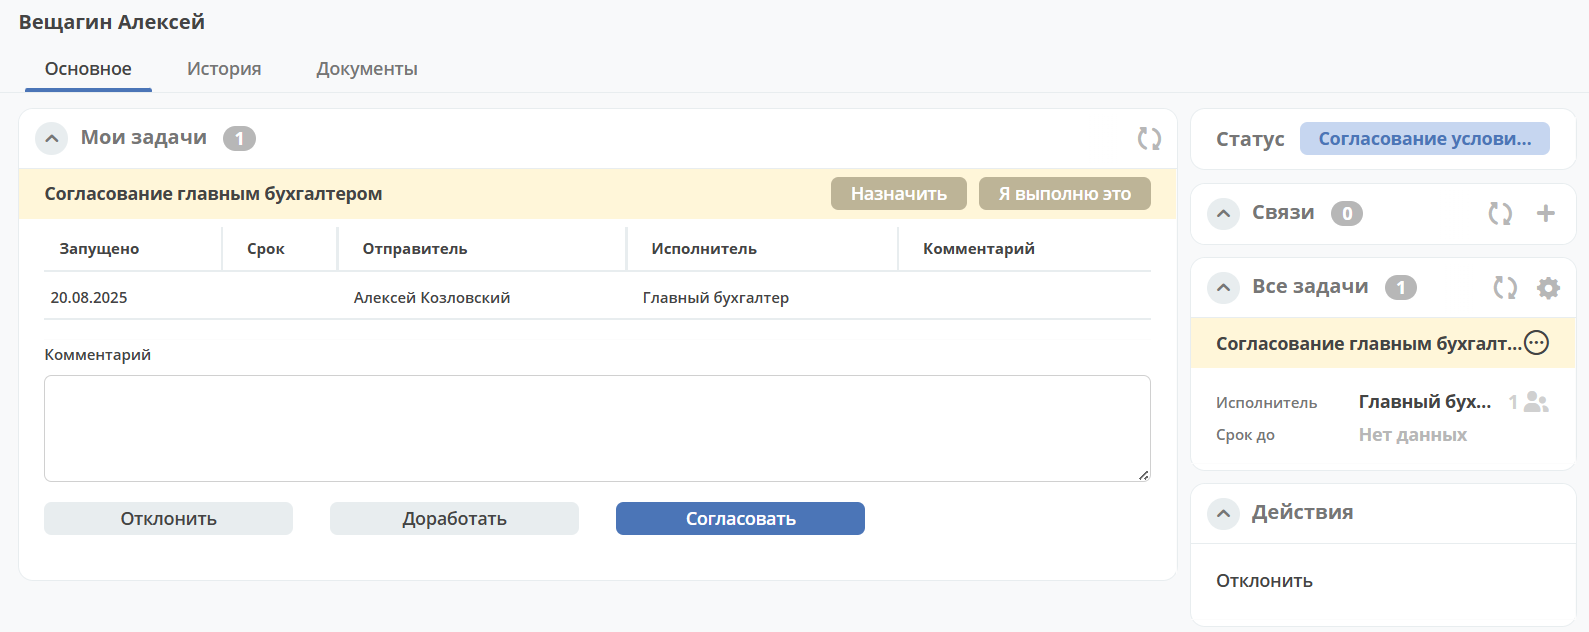 Вещагин Алексей
Основное История Документы
Мои задачи 1
Согласование главным бухгалтером Назначить Я выполю это
Запущено Срок Отправитель Исполнитель Комментарий
20.08.2025 Алексей Козловский Главный бухгалтер
Комментарий
Отклонить Доработать Согласовать
Статус Согласование услови...
Связи 0
Все задачи 1
Согласование главным бухгалт...
Исполнитель Главный бух... 1
Срок до Нет данных
Действия
Отклонить